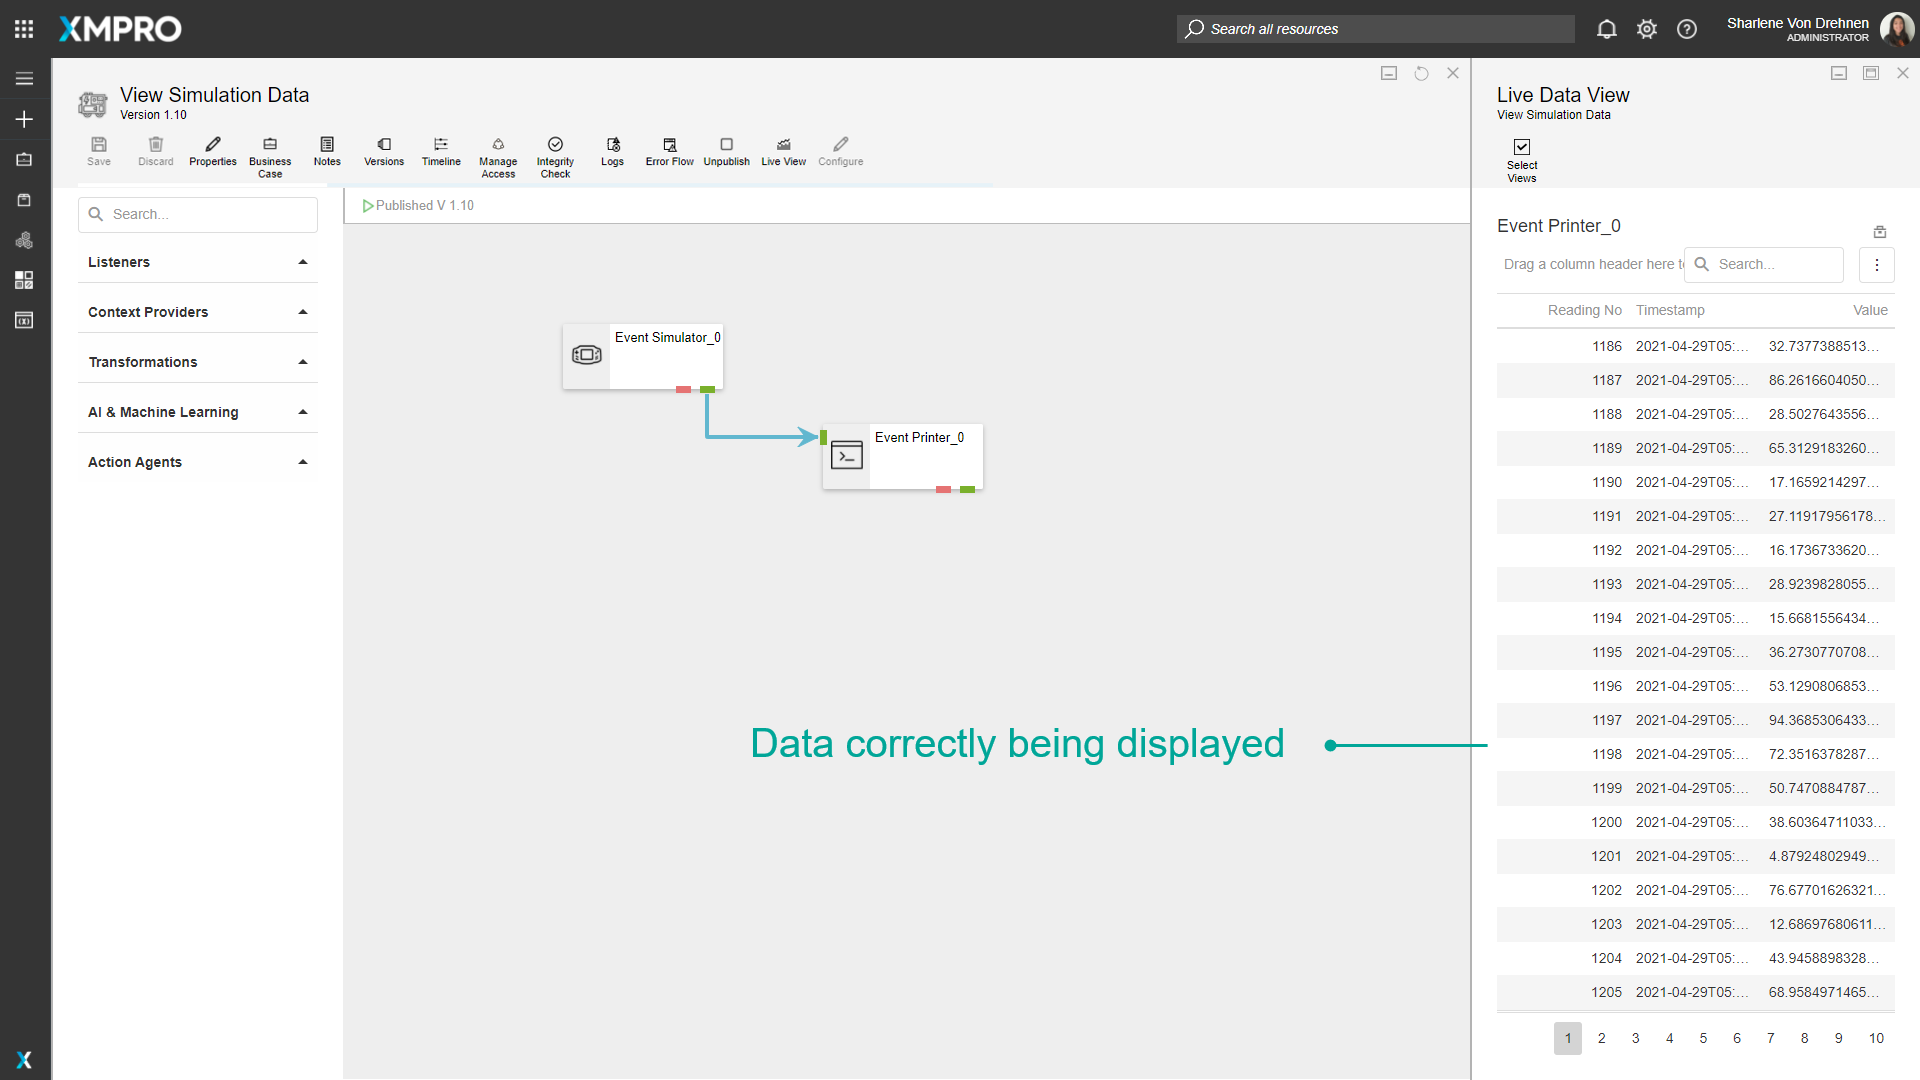 XMPRO
Search all resources
Sharlene Von Drehnen
ADMINISTRATOR
View Simulation Data
Version 1.10
Save
Discard
Properties
Business
Case
Notes
Versions
Timeline
Manage
Access
Integrity
Check
Logs
Error Flow
Unpublish
Live View
Configure
Search...
Listeners
Context Providers
Transformations
AI & Machine Learning
Action Agents
Published V 1.10
Event Simulator_0
Event Printer_0
Data correctly being displayed
Live Data View
View Simulation Data
Select
Views
Event Printer_0
Drag a column header here to
Search...
Reading No Timestamp Value
1186 2021-04-29T05:... 32.7377388513...
1187 2021-04-29T05:... 86.2616604050...
1188 2021-04-29T05:... 28.5027643556...
1189 2021-04-29T05:... 65.3129183260...
1190 2021-04-29T05:... 17.1659214297...
1191 2021-04-29T05:... 27.11917956178...
1192 2021-04-29T05:... 16.1736733620...
1193 2021-04-29T05:... 28.9239828055...
1194 2021-04-29T05:... 15.6681556434...
1195 2021-04-29T05:... 36.2730770708...
1196 2021-04-29T05:... 53.1290806853...
1197 2021-04-29T05:... 94.3685306433...
1198 2021-04-29T05:... 72.3516378287...
1199 2021-04-29T05:... 50.7470884787...
1200 2021-04-29T05:... 38.60364711033...
1201 2021-04-29T05:... 4.87924802949...
1202 2021-04-29T05:... 76.67701626321...
1203 2021-04-29T05:... 12.68697680611...
1204 2021-04-29T05:... 43.9458898328...
1205 2021-04-29T05:... 68.9584971465...
1 2 3 4 5 6 7 8 9 10